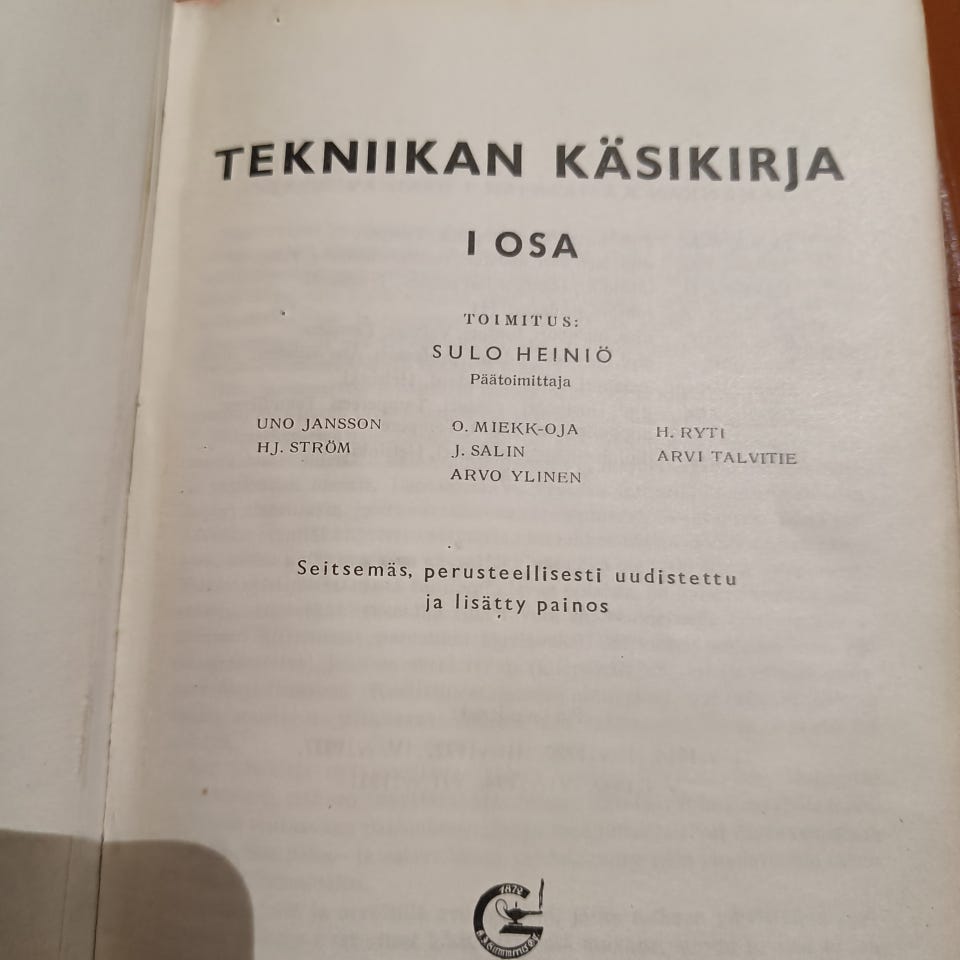 TEKNIIKAN KÄSIKIRJA
I OSA
TOIMITUS:
SULO HEINIÖ
Päätoimittaja
UNO JANSSON
HJ. STRÖM
O. MIEKK-OJA
J. SALIN
ARVO YLINEN
H. RYTI
ARVI TALVITIE
Seitsemäs, perusteellisesti uudistettu
ja lisätty painos
1872